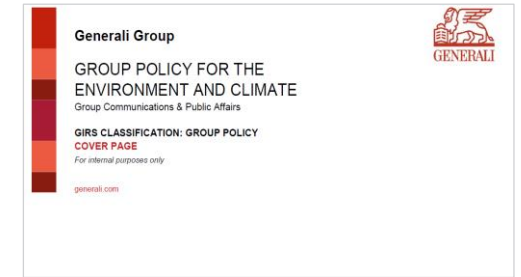 Generali Group
GENERALI
GROUP POLICY FOR THE
ENVIRONMENT AND CLIMATE
Group Communications & Public Affairs
GIRS CLASSIFICATION: GROUP POLICY
COVER PAGE
For internal purposes only
generali.com